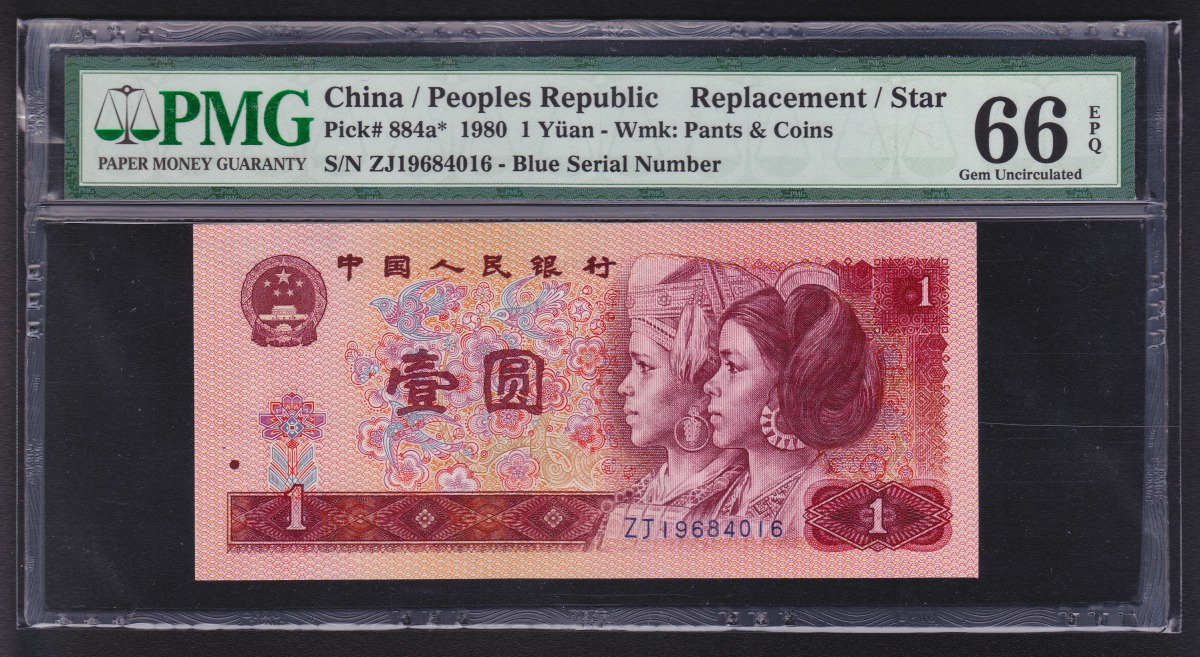 PMG
PAPER MONEY GUARANTY
China / Peoples Republic Replacement / Star
Pick# 884a* 1980 1 Yüan - Wmk: Pants & Coins
S/N ZJ19684016 - Blue Serial Number
66
EPQ
Gem Uncirculated
中国人民银行
1
壹圆
1
ZJ19684016
1